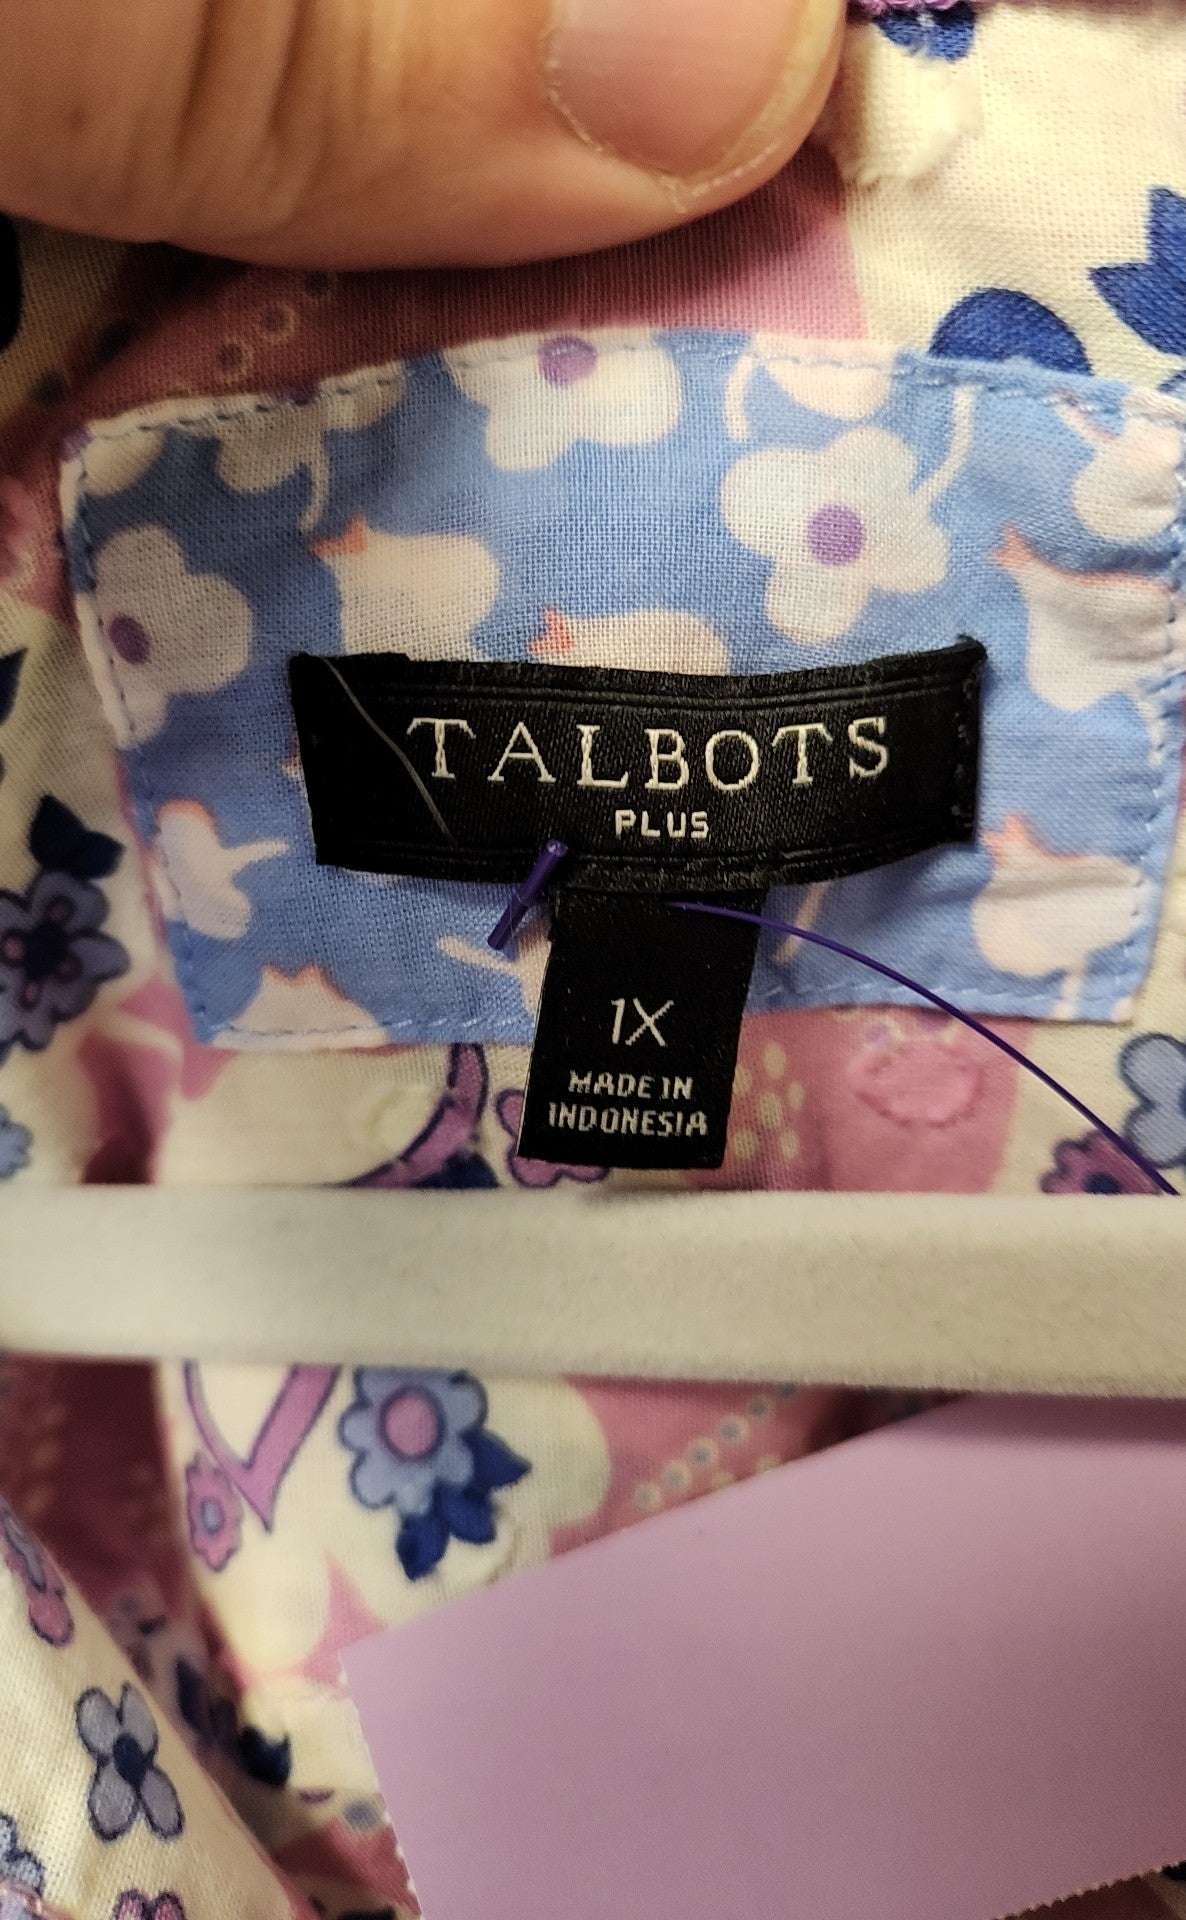 TALBOTS
PLUS
1X
MADE IN
INDONESIA